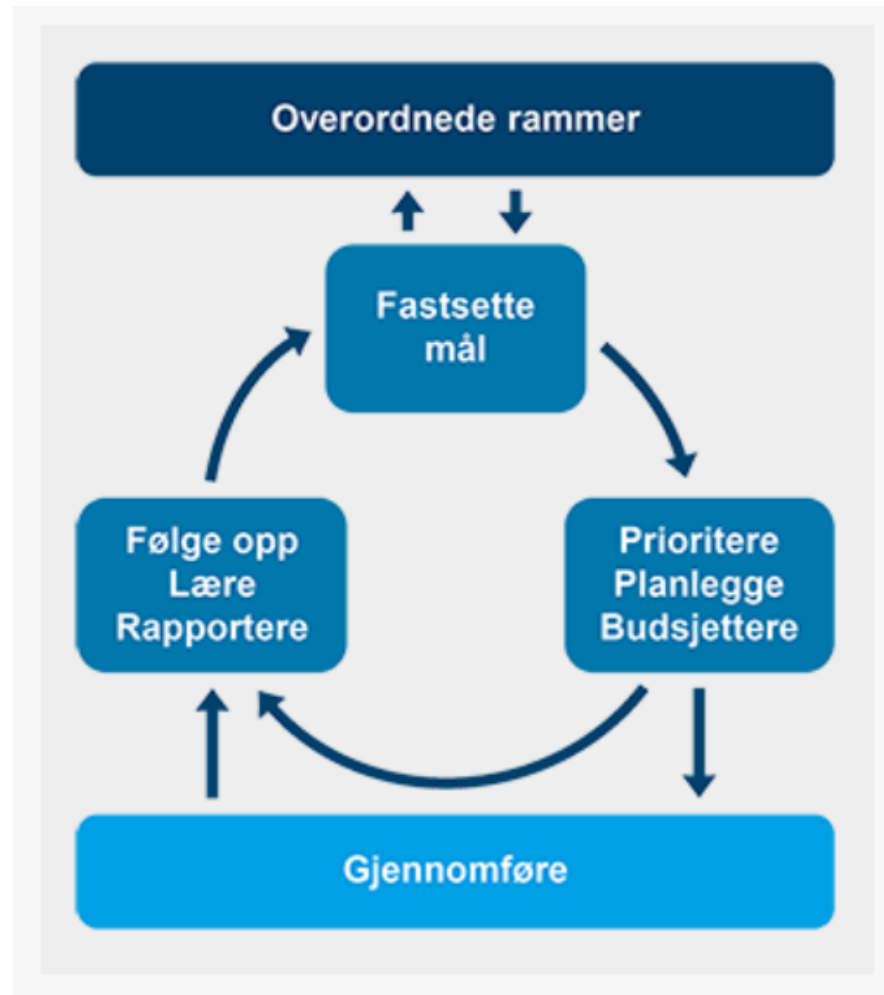 Overordnede rammer
Fastsette
mål
Følge opp
Lære
Rapportere
Prioritere
Planlegge
Budsjettere
Gjennomføre